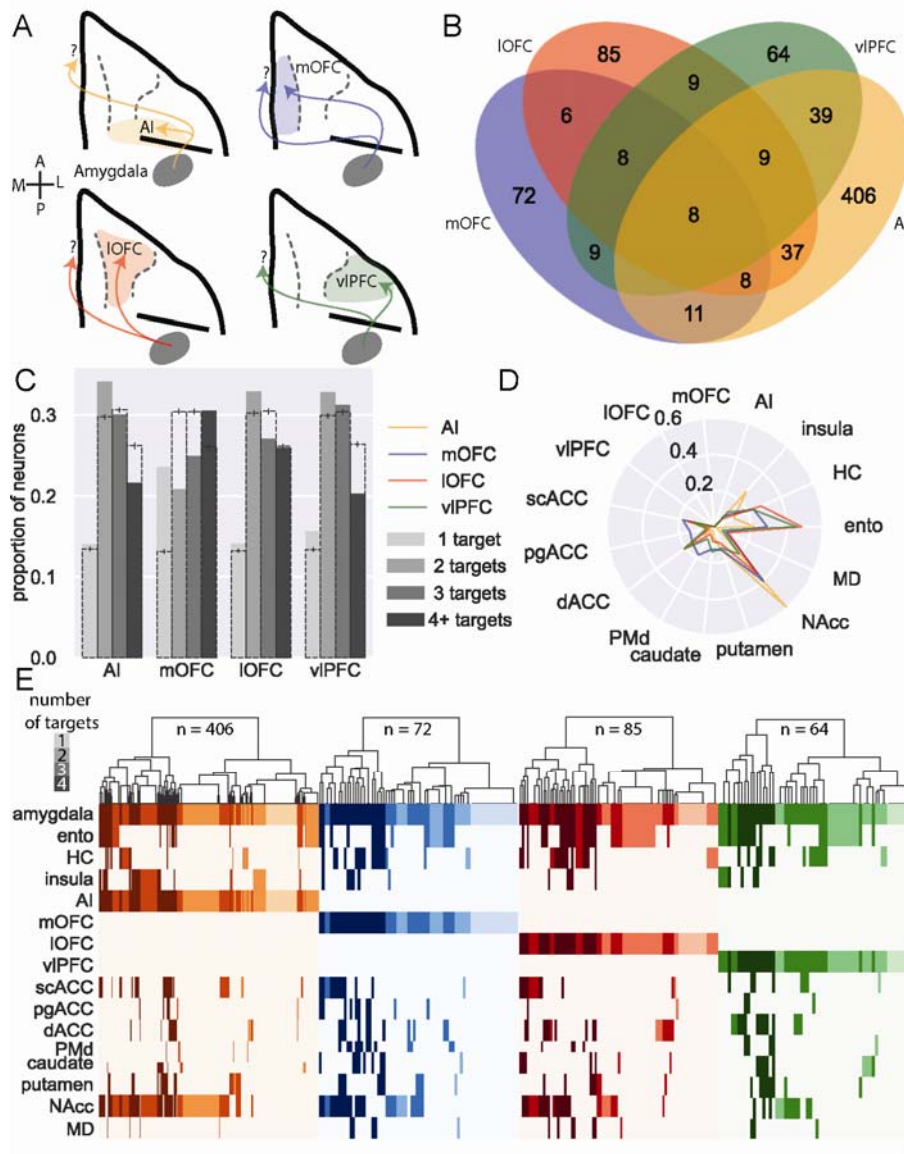 A
?
AI
Amygdala
?
mOFC
A
M L
P
?
lOFC
?
vlPFC
B
lOFC
85
64
vlPFC
9
6
39
8
9
72
8
406
mOFC
A
9
37
8
11
C
proportion of neurons
0.3
0.2
0.1
0.0
AI mOFC lOFC vlPFC
AI
mOFC
lOFC
vlPFC
1 target
2 targets
3 targets
4+ targets
D
mOFC
AI
insula
HC
ento
MD
NAcc
putamen
caudate
PMd
dACC
pgACC
scACC
vlPFC
lOFC
0.6
0.4
0.2
E
number
of targets
1
2
3
4
n = 406 n = 72 n = 85 n = 64
amygdala
ento
HC
insula
AI
mOFC
lOFC
vlPFC
scACC
pgACC
dACC
PMd
caudate
putamen
NAcc
MD